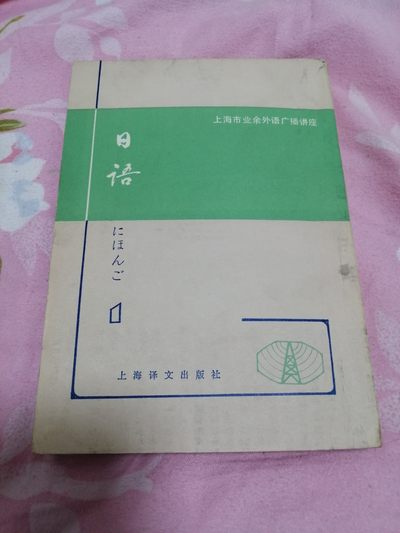 上海市业余外语广播讲座
日语
にほんご
1
上海译文出版社